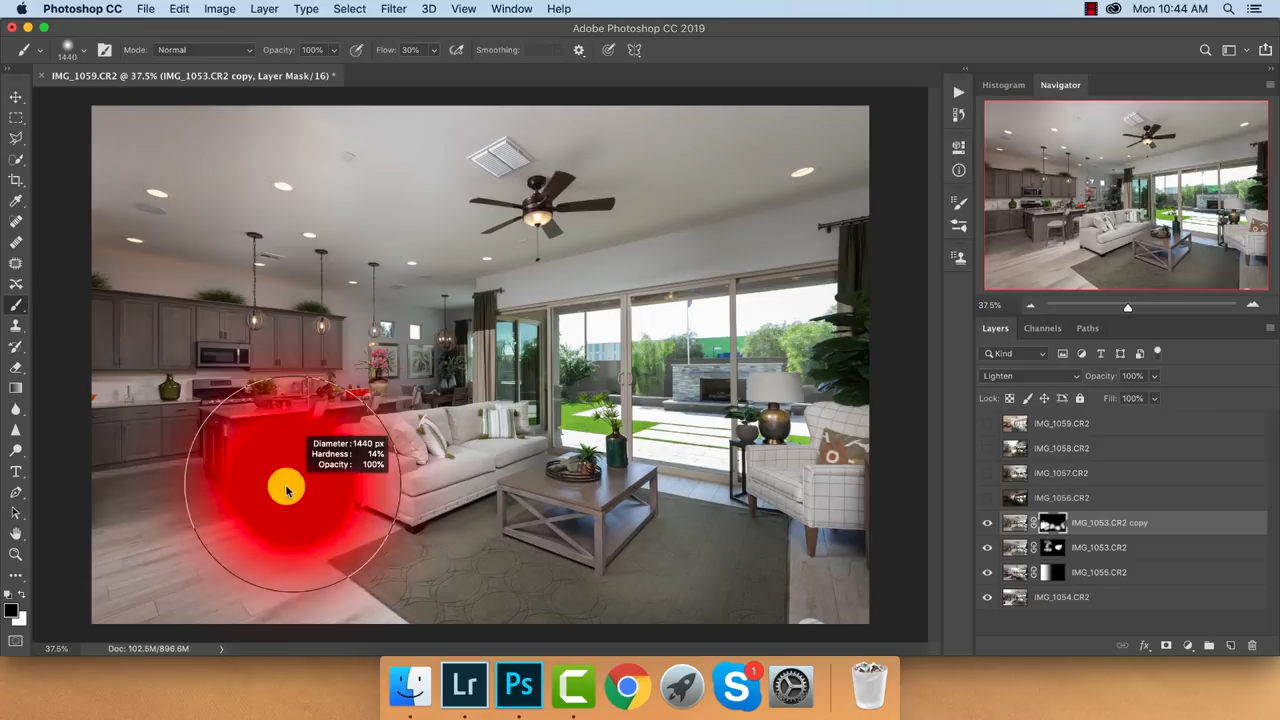 Photoshop CC File Edit Image Layer Type Select Filter 3D View Window Help Mon 10:44 AM
Adobe Photoshop CC 2019
1440 Mode: Normal Opacity: 100% Flow: 30% Smoothing:
× IMG_1059.CR2 @ 37.5% (IMG_1053.CR2 copy, Layer Mask/16) *
Histogram Navigator
37.5%
Layers Channels Paths
Kind
Lighten Opacity: 100%
Lock: Fill: 100%
IMG_1059.CR2
IMG_1058.CR2
IMG_1057.CR2
IMG_1056.CR2
IMG_1053.CR2 copy
IMG_1053.CR2
IMG_1055.CR2
IMG_1054.CR2
fx
Diameter: 1440 px
Hardness: 14%
Opacity: 100%
37.5% Doc: 102.5M/896.6M
Lr Ps C S 1